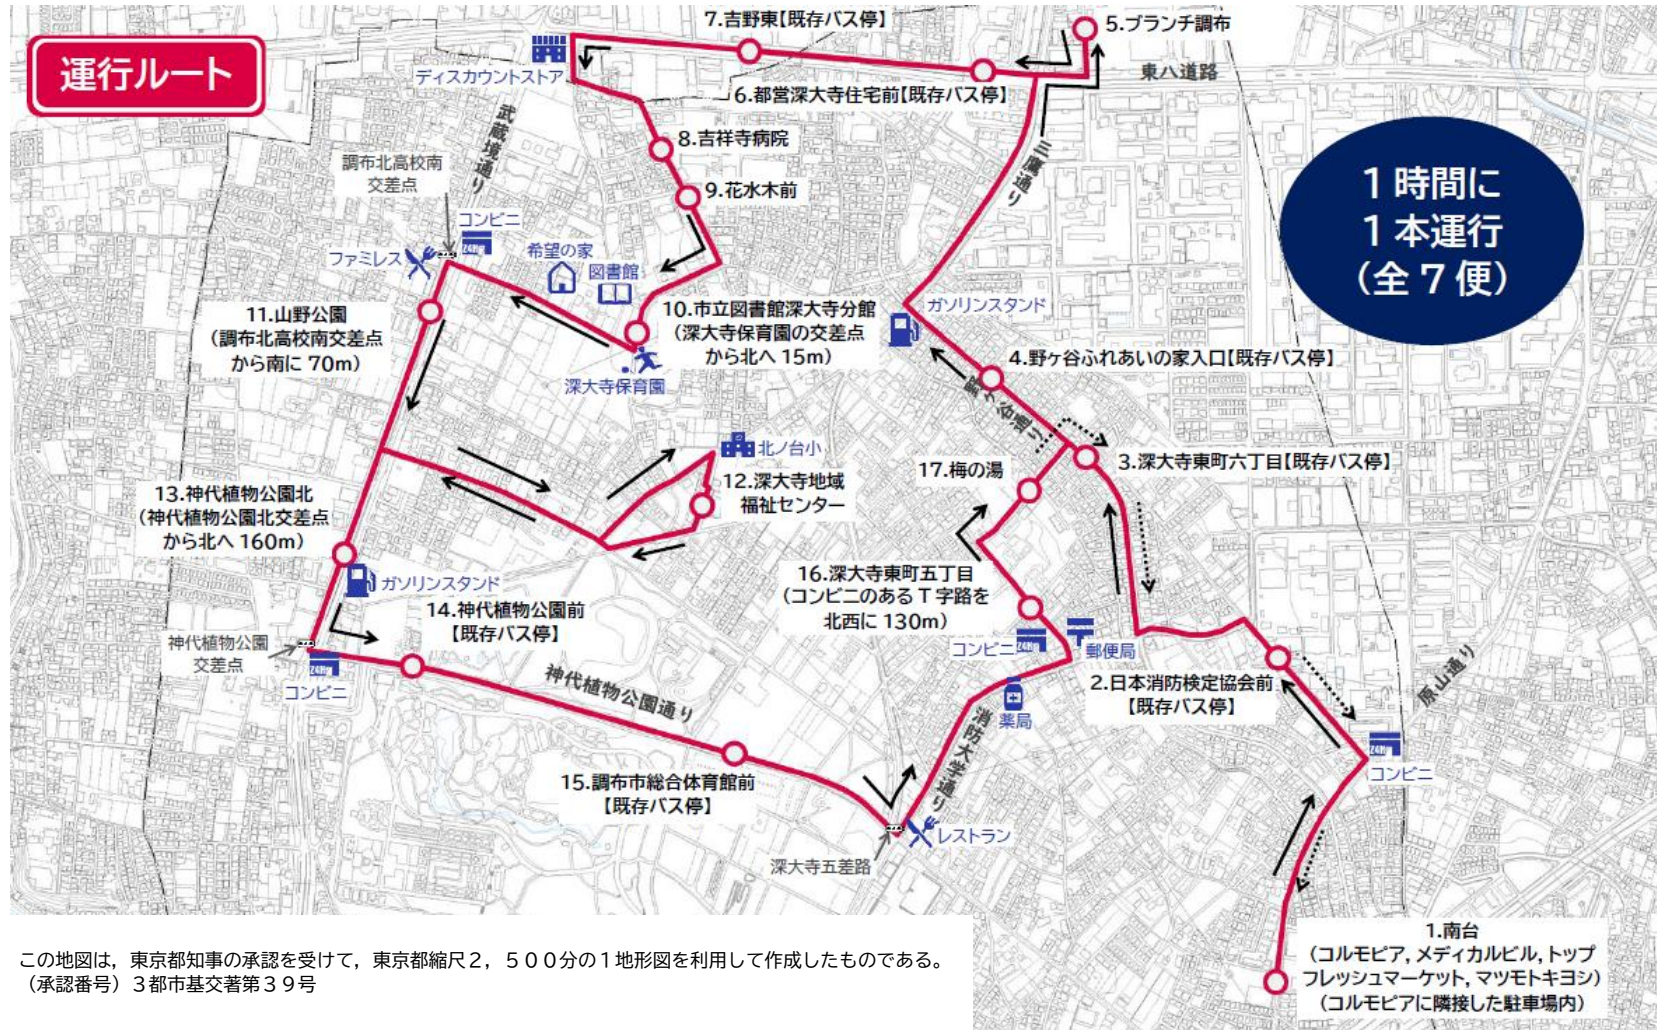 運行ルート
7.吉野東【既存バス停】
5.ブランチ調布
ディスカウントストア
東八道路
6.都営深大寺住宅前【既存バス停】
武蔵境通り
8.吉祥寺病院
三鷹通り
調布北高校南
交差点
9.花水木前
1時間に
1本運行
(全7便)
コンビニ
ファミレス
希望の家
図書館
11.山野公園
(調布北高校南交差点
から南に70m)
10.市立図書館深大寺分館
(深大寺保育園の交差点
から北へ15m)
ガソリンスタンド
深大寺保育園
4.野ヶ谷ふれあいの家入口【既存バス停】
野ヶ谷通り
北ノ台小
3.深大寺東町六丁目【既存バス停】
17.梅の湯
12.深大寺地域
福祉センター
13.神代植物公園北
(神代植物公園北交差点
から北へ160m)
ガソリンスタンド
16.深大寺東町五丁目
(コンビニのあるT字路を
北西に130m)
14.神代植物公園前
【既存バス停】
神代植物公園
交差点
コンビニ
コンビニ
郵便局
神代植物公園通り
2.日本消防検定協会前
【既存バス停】
原山通り
薬局
消防大学通り
コンビニ
15.調布市総合体育館前
【既存バス停】
レストラン
深大寺五差路
1.南台
(コルモピア,メディカルビル,トップ
フレッシュマーケット,マツモトキヨシ)
(コルモピアに隣接した駐車場内)
この地図は，東京都知事の承認を受けて，東京都縮尺２，５００分の１地形図を利用して作成したものである。
（承認番号）３都市基交著第３９号